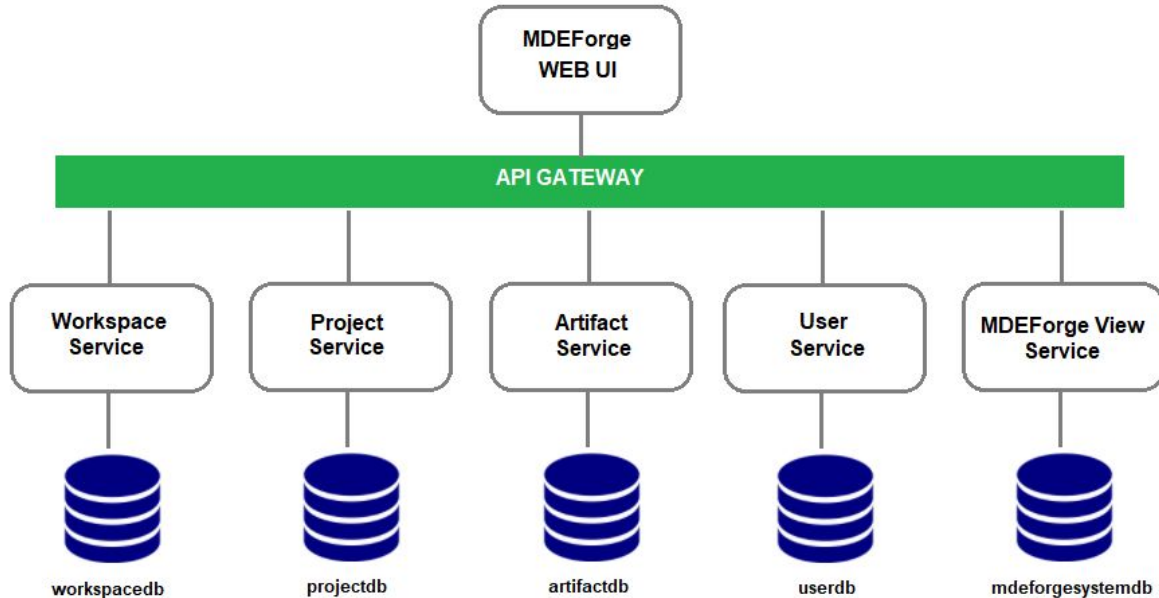 MDEForge
WEB UI
API GATEWAY
Workspace
Service
Project
Service
Artifact
Service
User
Service
MDEForge View
Service
workspacedb
projectdb
artifactdb
userdb
mdeforgesystemdb